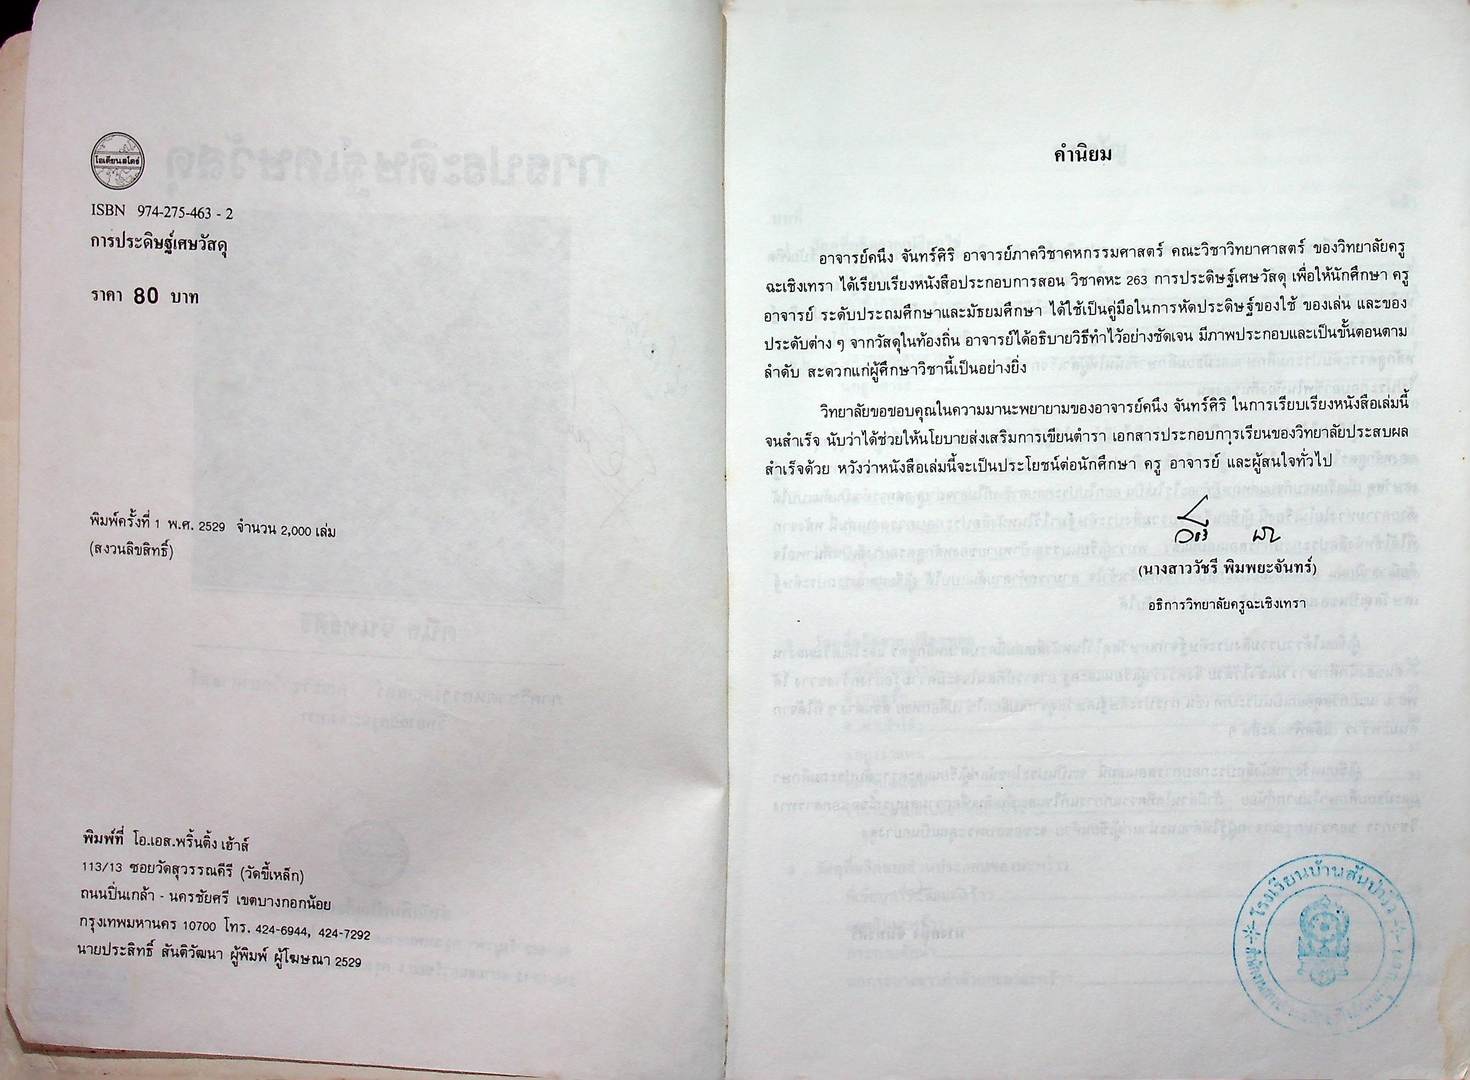 โอเดียนสโตร์
ISBN 974-275-463 - 2
การประดิษฐ์เศษวัสดุ
ราคา 80 บาท
พิมพ์ครั้งที่ 1 พ.ศ. 2529 จำนวน 2,000 เล่ม
(สงวนลิขสิทธิ์)
พิมพ์ที่ โอ.เอส.พริ้นติ้ง เฮ้าส์
113/13 ซอยวัดสุวรรณคีรี (วัดขี้เหล็ก)
ถนนปิ่นเกล้า - นครชัยศรี เขตบางกอกน้อย
กรุงเทพมหานคร 10700 โทร. 424-6944, 424-7292
นายประสิทธิ์ สันติวัฒนา ผู้พิมพ์ ผู้โฆษณา 2529
คำนิยม
อาจารย์คนึง จันทร์ศิริ อาจารย์ภาควิชาคหกรรมศาสตร์ คณะวิชาวิทยาศาสตร์ ของวิทยาลัยครู
ฉะเชิงเทรา ได้เรียบเรียงหนังสือประกอบการสอน วิชาคหะ 263 การประดิษฐ์เศษวัสดุ เพื่อให้นักศึกษา ครู
อาจารย์ ระดับประถมศึกษาและมัธยมศึกษา ได้ใช้เป็นคู่มือในการหัดประดิษฐ์ของใช้ ของเล่น และของ
ประดับต่าง ๆ จากวัสดุในท้องถิ่น อาจารย์ได้อธิบายวิธีทำไว้อย่างชัดเจน มีภาพประกอบและเป็นขั้นตอนตาม
ลำดับ สะดวกแก่ผู้ศึกษาวิชานี้เป็นอย่างยิ่ง
วิทยาลัยขอขอบคุณในความมานะพยายามของอาจารย์คนึง จันทร์ศิริ ในการเรียบเรียงหนังสือเล่มนี้
จนสำเร็จ นับว่าได้ช่วยให้นโยบายส่งเสริมการเขียนตำรา เอกสารประกอบการเรียนของวิทยาลัยประสบผล
สำเร็จด้วย หวังว่าหนังสือเล่มนี้จะเป็นประโยชน์ต่อนักศึกษา ครู อาจารย์ และผู้สนใจทั่วไป
(นางสาววัชรี พิมพยะจันทร์)
อธิการวิทยาลัยครูฉะเชิงเทรา
โรงเรียนบ้านสันป่าบัว